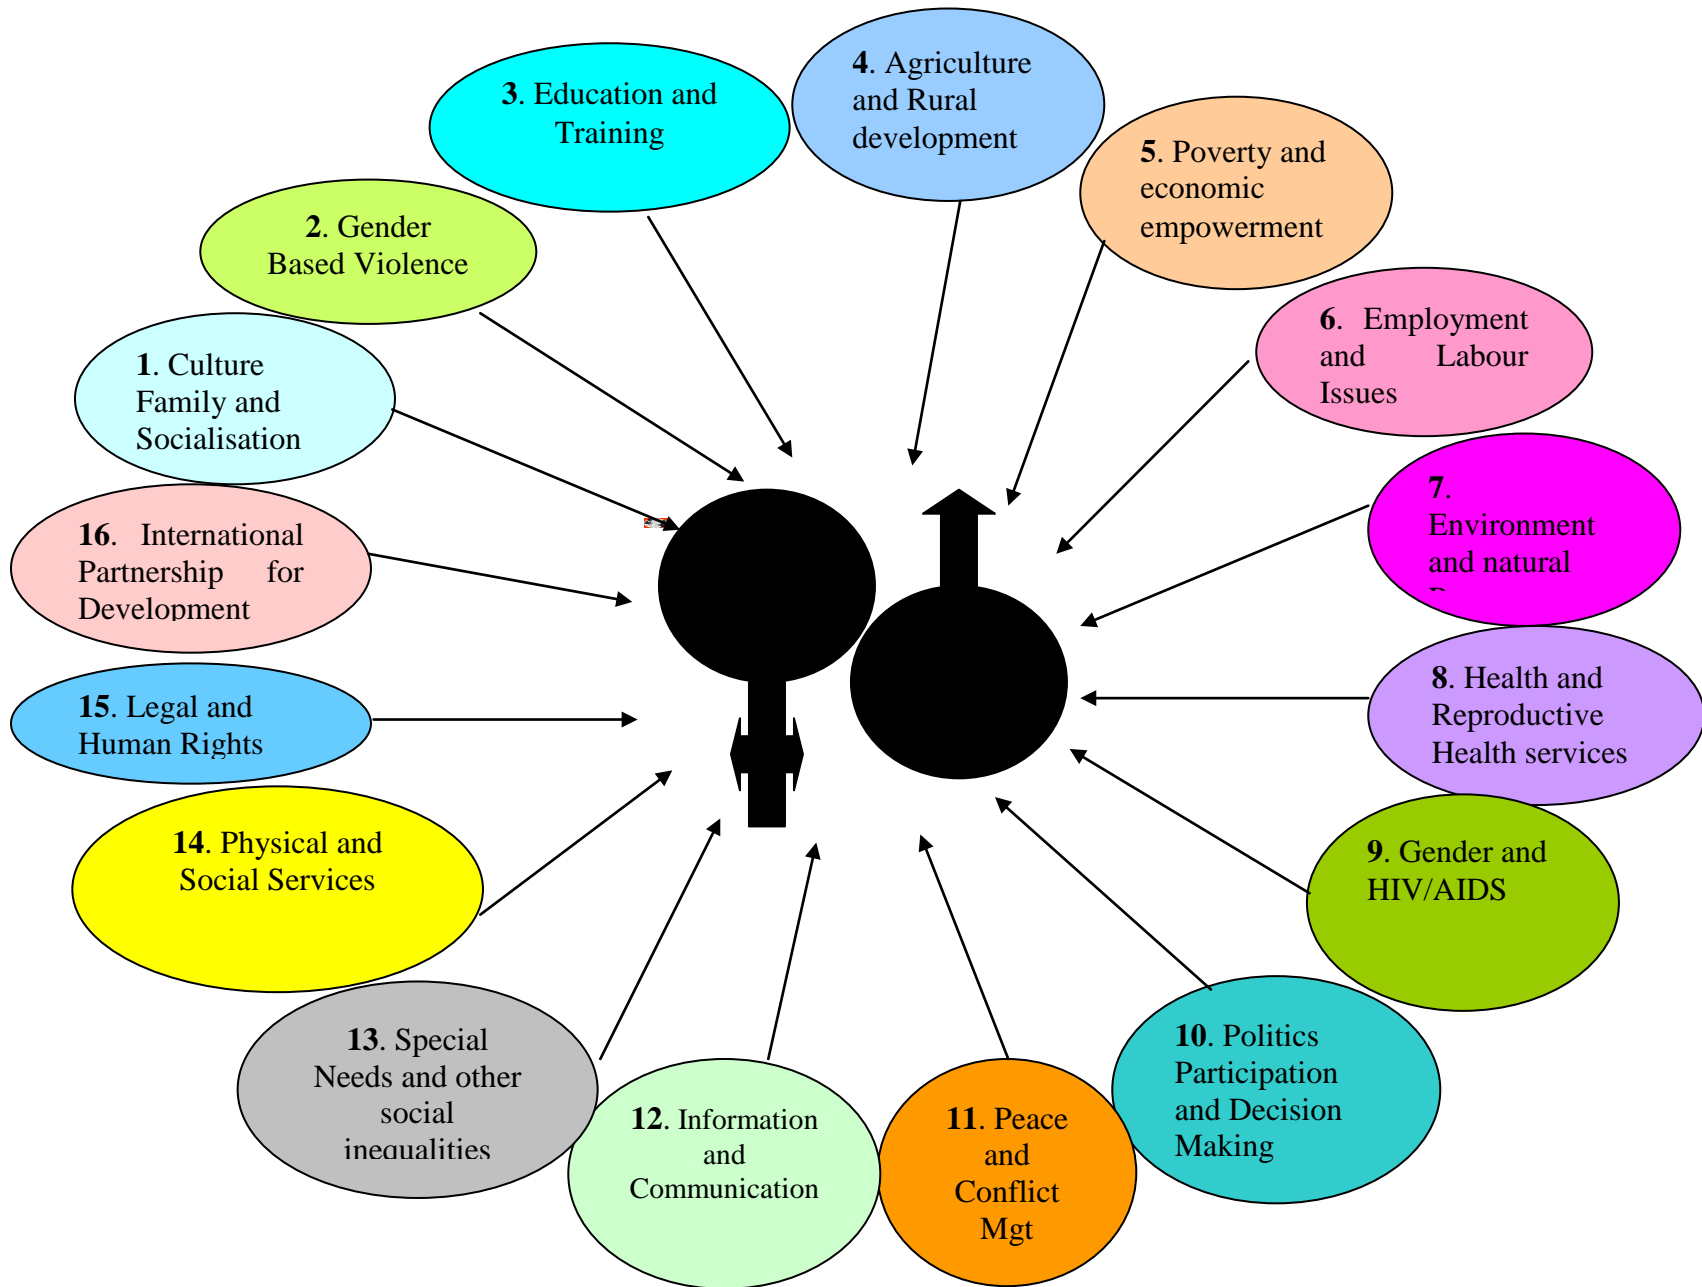 1. Culture
Family and
Socialisation
2. Gender
Based Violence
3. Education and
Training
4. Agriculture
and Rural
development
5. Poverty and
economic
empowerment
6. Employment
and Labour
Issues
7.
Environment
and natural
8. Health and
Reproductive
Health services
9. Gender and
HIV/AIDS
10. Politics
Participation
and Decision
Making
11. Peace
and
Conflict
Mgt
12. Information
and
Communication
13. Special
Needs and other
social
inequalities
14. Physical and
Social Services
15. Legal and
Human Rights
16. International
Partnership for
Development